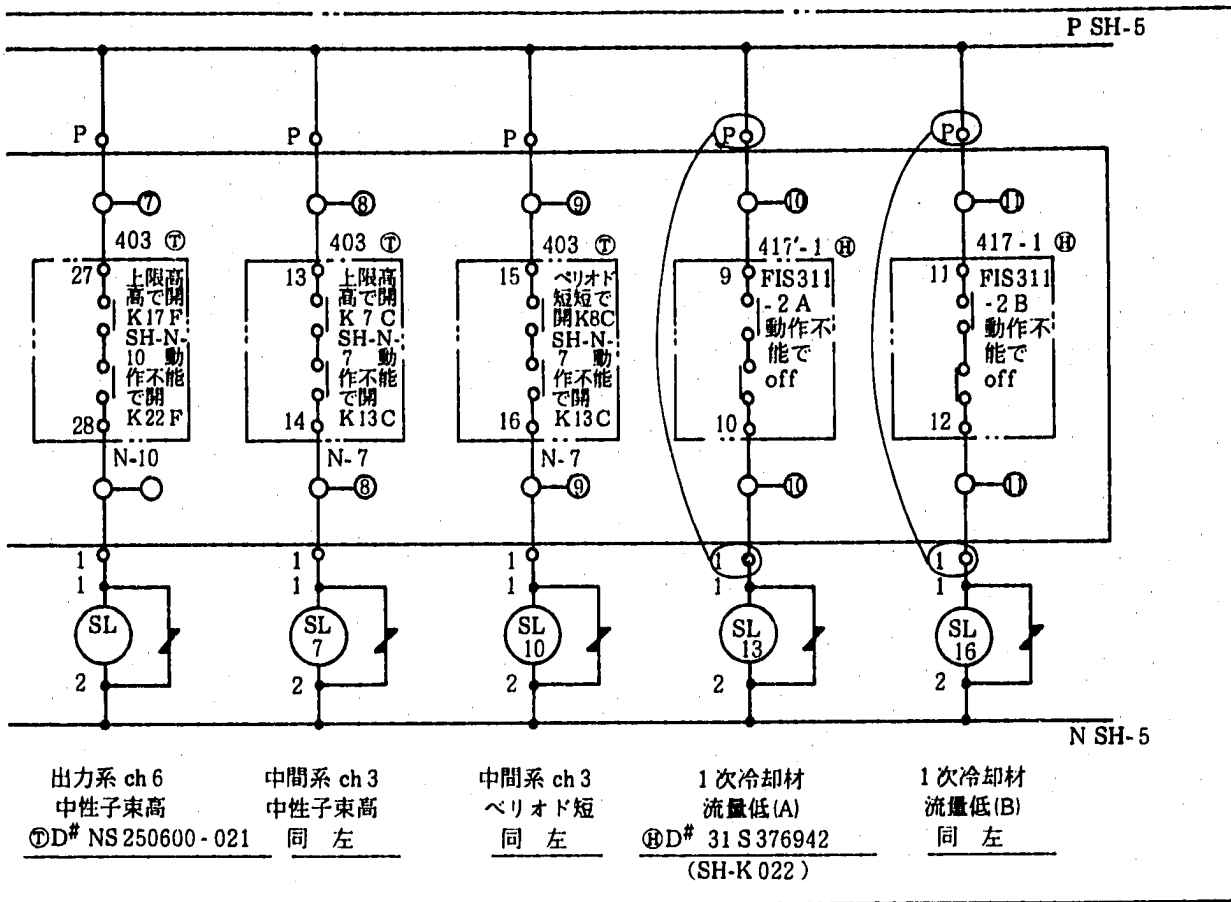 P SH-5
P
P
P
P
P
⑦
⑧
⑨
⑩
⑪
403 Ⓣ
403 Ⓣ
403 Ⓣ
417′-1 Ⓗ
417-1 Ⓗ
27
上限高
高で開
K17F
SH-N-
10 動
作不能
で開
K22F
28
13
上限高
高で開
K7C
SH-N-
7 動
作不能
で開
K13C
14
15
ペリオド
短短で
開K8C
SH-N-
7 動
作不能
で開
K13C
16
9
FIS311
-2A
動作不
能で
off
10
11
FIS311
-2B
動作不
能で
off
12
N-10
N-7
N-7
⑧
⑨
⑩
⑪
1
1
1
1
1
1
1
1
1
1
SL
SL
7
SL
10
SL
13
SL
16
2
2
2
2
2
N SH-5
出力系 ch 6
中性子束高
ⓉD# NS 250600-021
中間系 ch 3
中性子束高
同 左
中間系 ch 3
ペリオド短
同 左
1次冷却材
流量低(A)
ⒽD# 31 S 376942
(SH-K 022)
1次冷却材
流量低(B)
同 左